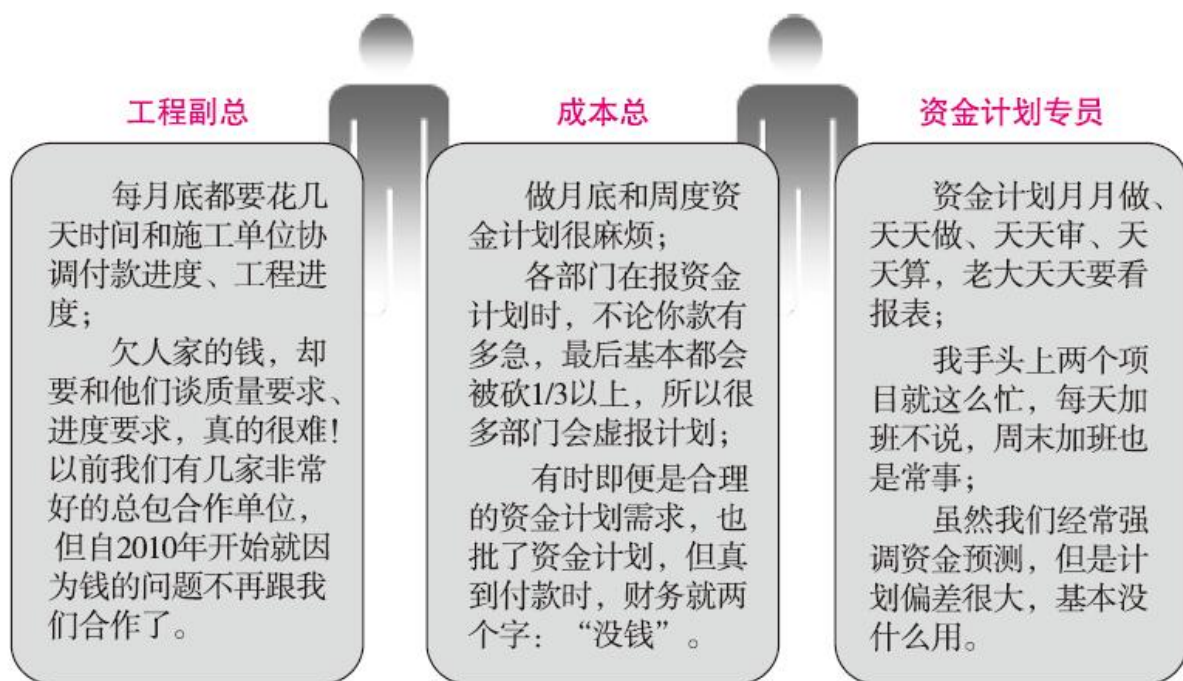 工程副总
每月底都要花几
天时间和施工单位协
调付款进度、工程进
度；
欠人家的钱，却
要和他们谈质量要求、
进度要求，真的很难！
以前我们有几家非常
好的总包合作单位，
但自2010年开始就因
为钱的问题不再跟我
们合作了。
成本总
做月底和周度资
金计划很麻烦；
各部门在报资金
计划时，不论你款有
多急，最后基本都会
被砍1/3以上，所以很
多部门会虚报计划；
有时即便是合理
的资金计划需求，也
批了资金计划，但真
到付款时，财务就两
个字：“没钱”。
资金计划专员
资金计划月月做、
天天做、天天审、天
天算，老大天天要看
报表；
我手头上两个项
目就这么忙，每天加
班不说，周末加班也
是常事；
虽然我们经常强
调资金预测，但是计
划偏差很大，基本没
什么用。